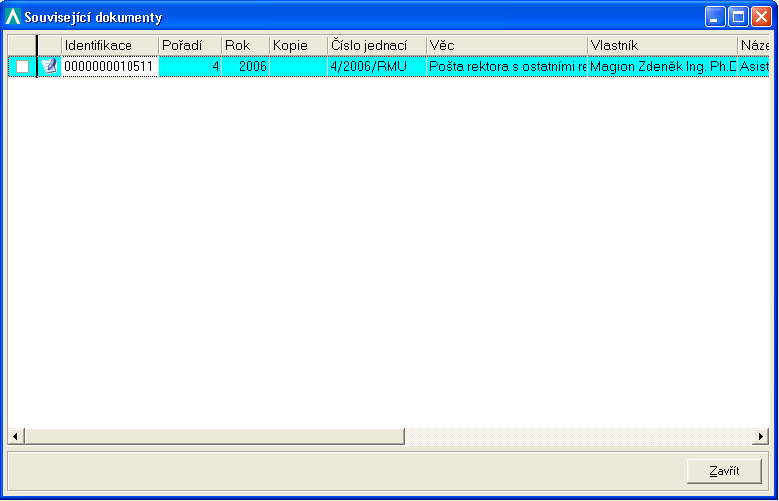 Související dokumenty
Identifikace Pořadí Rok Kopie Číslo jednací Věc Vlastník Náze
0000000010511 4 2006 4/2006/RMU Pošta rektora s ostatními re Magion Zdeněk Ing. Ph.D Asist
Zavřít